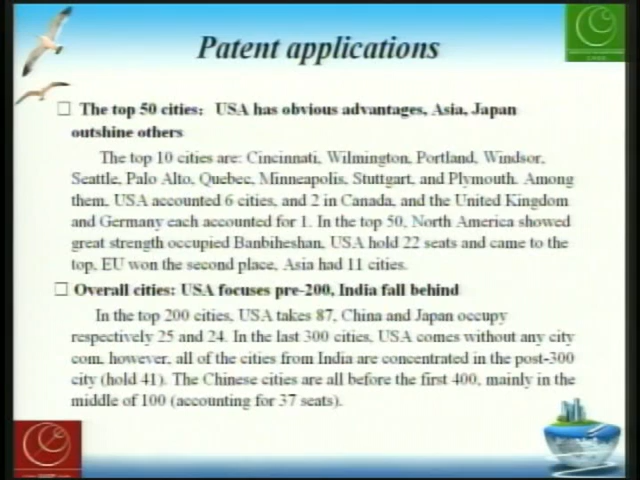 Patent applications
□ The top 50 cities: USA has obvious advantages, Asia, Japan
outshine others
The top 10 cities are: Cincinnati, Wilmington, Portland, Windsor,
Seattle, Palo Alto, Quebec, Minneapolis, Stuttgart, and Plymouth. Among
them, USA accounted 6 cities, and 2 in Canada, and the United Kingdom
and Germany each accounted for 1. In the top 50, North America showed
great strength occupied Banbiheshan, USA hold 22 seats and came to the
top, EU won the second place, Asia had 11 cities.
□ Overall cities: USA focuses pre-200, India fall behind
In the top 200 cities, USA takes 87, China and Japan occupy
respectively 25 and 24. In the last 300 cities, USA comes without any city
com, however, all of the cities from India are concentrated in the post-300
city (hold 41). The Chinese cities are all before the first 400, mainly in the
middle of 100 (accounting for 37 seats).